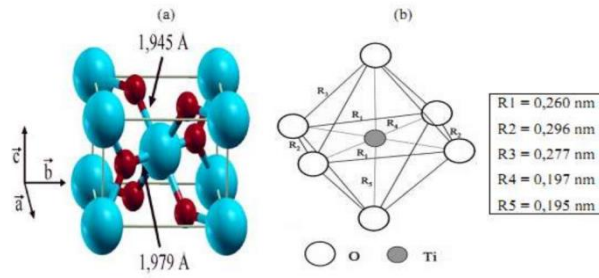 (a)
(b)
1,945 Å
1,979 Å
c
b
a
R₃
R₁
R₄
R₂
R₂
R₃
R₅
O
Ti
R1 = 0,260 nm
R2 = 0,296 nm
R3 = 0,277 nm
R4 = 0,197 nm
R5 = 0,195 nm